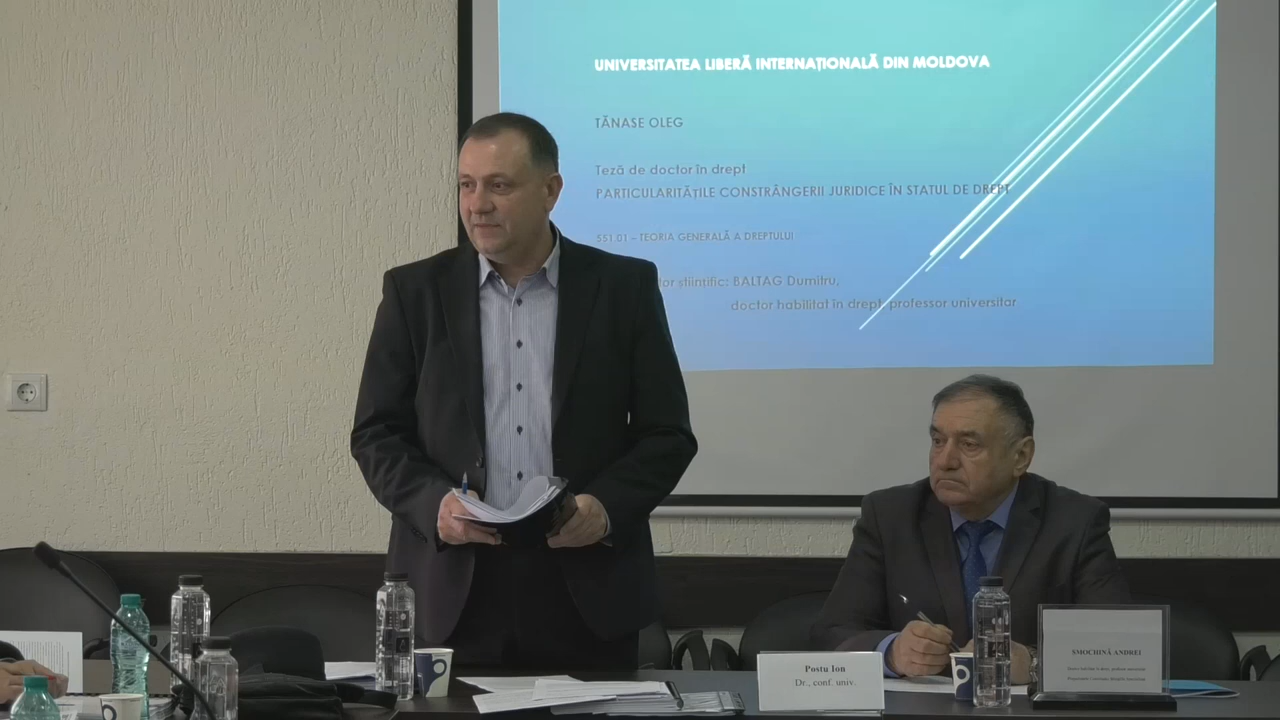 UNIVERSITATEA LIBERĂ INTERNAȚIONALĂ DIN MOLDOVA
TĂNASE OLEG
Teză de doctor în drept
PARTICULARITĂȚILE CONSTRÂNGERII JURIDICE ÎN STATUL DE DREPT
551.01 – TEORIA GENERALĂ A DREPTULUI
stiintific: BALTAG Dumitru,
doctor habilitat în drept, professor universitar
Postu Ion
Dr., conf. univ.
SMOCHINĂ ANDREI